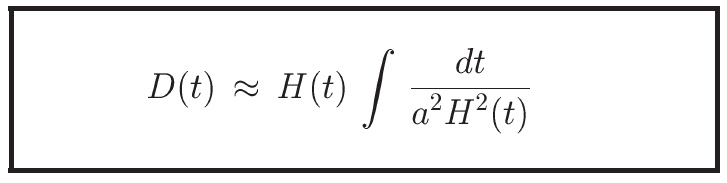 D(t) ≈ H(t) ∫ dt / a²H²(t)